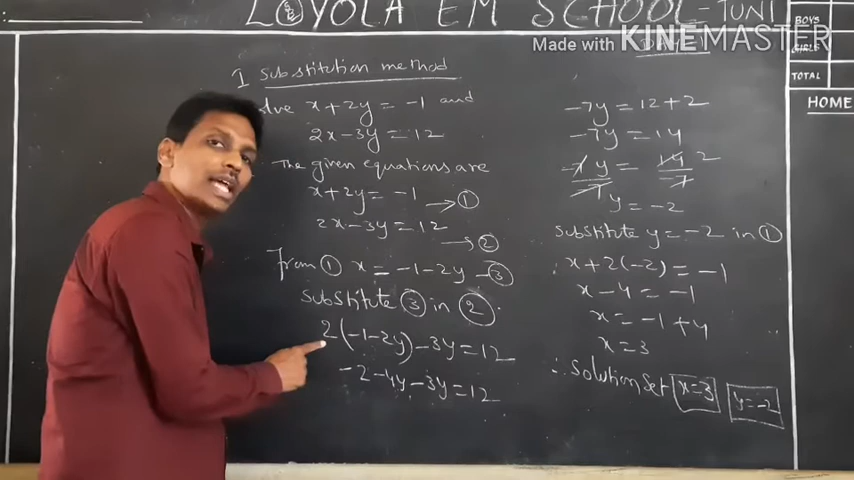 LOYOLA EM SCHOOL - TUNI
Made with KINEMASTER
BOYS
GIRLS
TOTAL
HOME
I substitution method
x + 2y = -1 and
2x - 3y = 12
The given equations are
x + 2y = -1 → ①
2x - 3y = 12 → ②
From ① x = -1 - 2y - ③
substitute ③ in ②.
2(-1-2y) - 3y = 12
-2 - 4y - 3y = 12
-7y = 12 + 2
-7y = 14
-7y = 14 2
-7 7
y = -2
substitute y = -2 in ①
x + 2(-2) = -1
x - 4 = -1
x = -1 + 4
x = 3
∴ Solution set x = 3 y = -2